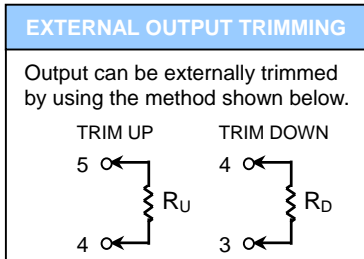 EXTERNAL OUTPUT TRIMMING
Output can be externally trimmed
by using the method shown below.
TRIM UP TRIM DOWN
5 4
RU RD
4 3